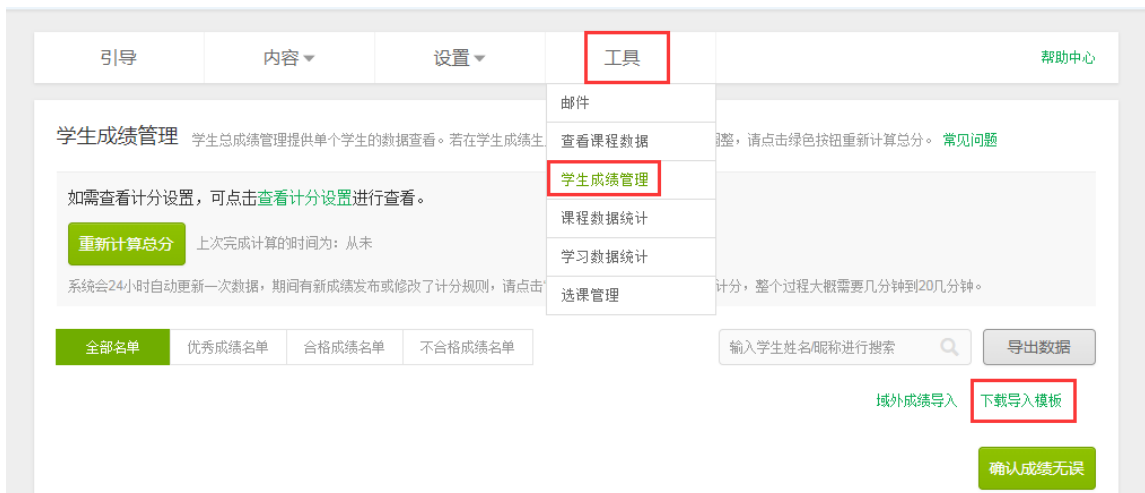 引导 内容 设置 工具 帮助中心
邮件
查看课程数据
学生成绩管理
课程数据统计
学习数据统计
选课管理
学生成绩管理 学生总成绩管理提供单个学生的数据查看。若在学生成绩生 调整，请点击绿色按钮重新计算总分。 常见问题
如需查看计分设置，可点击查看计分设置进行查看。
重新计算总分 上次完成计算的时间为：从未
系统会24小时自动更新一次数据，期间有新成绩发布或修改了计分规则，请点击 计分，整个过程大概需要几分钟到20几分钟。
全部名单 优秀成绩名单 合格成绩名单 不合格成绩名单 输入学生姓名/昵称进行搜索 导出数据
域外成绩导入 下载导入模板
确认成绩无误